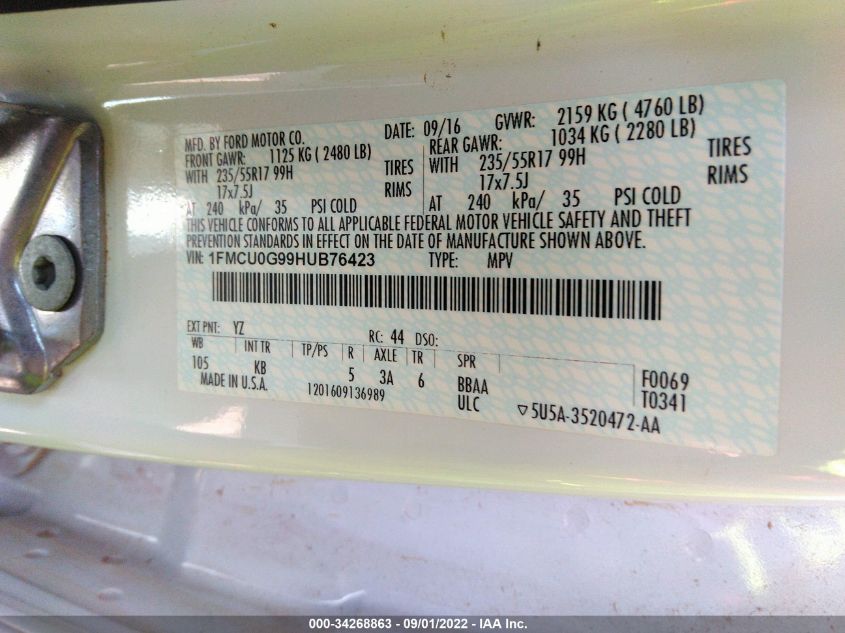 MFD. BY FORD MOTOR CO. DATE: 09/16 GVWR: 2159 KG ( 4760 LB)
FRONT GAWR: 1125 KG ( 2480 LB) REAR GAWR: 1034 KG ( 2280 LB)
WITH 235/55R17 99H TIRES WITH 235/55R17 99H TIRES
17x7.5J RIMS 17x7.5J RIMS
AT 240 kPa/ 35 PSI COLD AT 240 kPa/ 35 PSI COLD
THIS VEHICLE CONFORMS TO ALL APPLICABLE FEDERAL MOTOR VEHICLE SAFETY AND THEFT
PREVENTION STANDARDS IN EFFECT ON THE DATE OF MANUFACTURE SHOWN ABOVE.
VIN: 1FMCU0G99HUB76423 TYPE: MPV
EXT PNT: YZ RC: 44 DSO:
WB INT TR TP/PS R AXLE TR SPR
105 KB 5 3A 6 BBAA F0069
MADE IN U.S.A. 1201609136989 ULC T0341
▽5U5A-3520472-AA
000-34268863 - 09/01/2022 - IAA Inc.